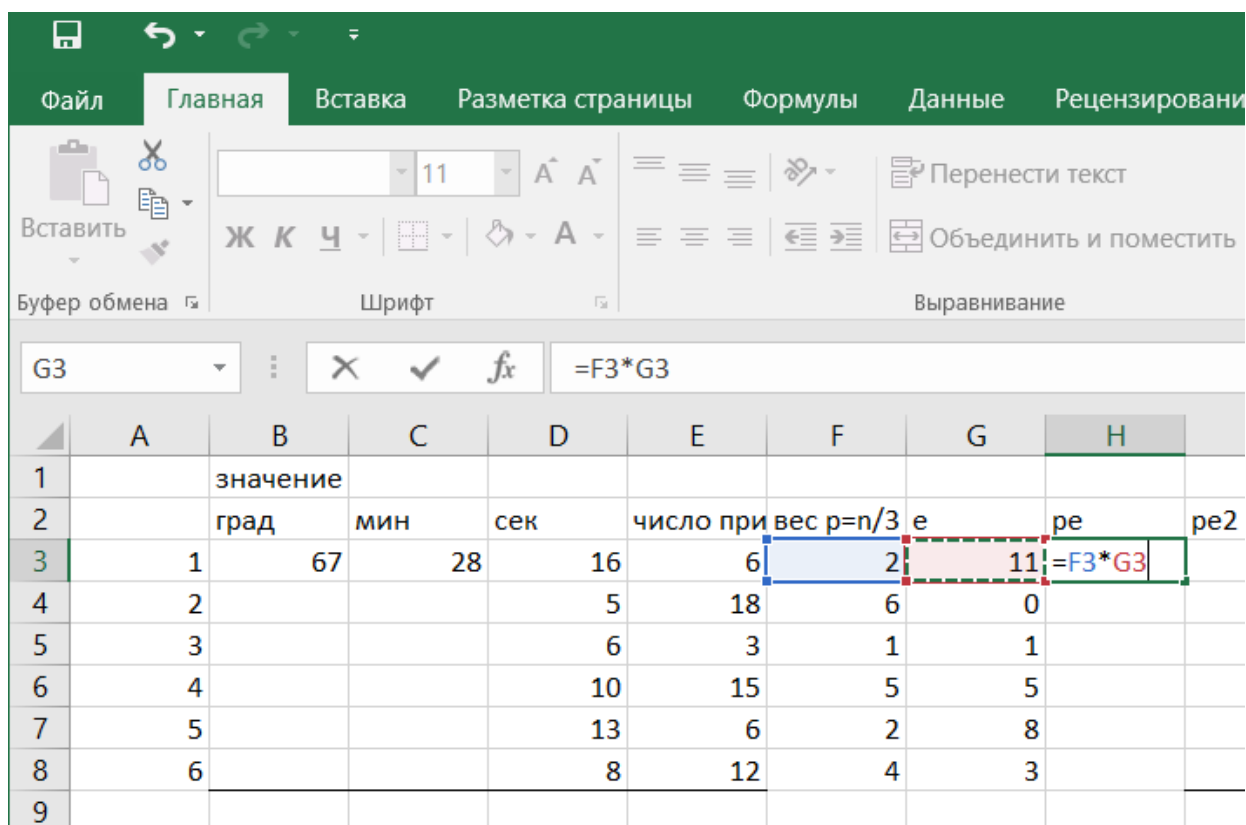 Файл Главная Вставка Разметка страницы Формулы Данные Рецензировани
11 A A Перенести текст
Вставить Ж К Ч A Объединить и поместить
Буфер обмена Шрифт Выравнивание
G3 fx =F3*G3
A B C D E F G H
1 значение
2 град мин сек число при вес p=n/3 e pe pe2
3 1 67 28 16 6 2 11 =F3*G3
4 2 5 18 6 0
5 3 6 3 1 1
6 4 10 15 5 5
7 5 13 6 2 8
8 6 8 12 4 3
9